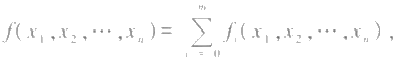 f(x₁,x₂,⋯,xₙ)= ∑ᵢ₌₀ᵐ fᵢ(x₁,x₂,⋯,xₙ),